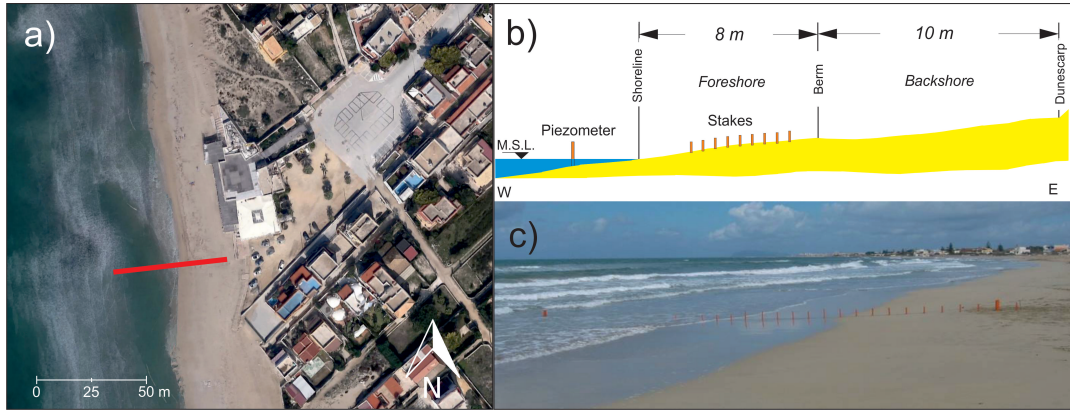 a)
0 25 50 m
N
b)
8 m
10 m
Shoreline
Foreshore
Berm
Backshore
Dunescarp
Stakes
Piezometer
M.S.L.
W
E
c)